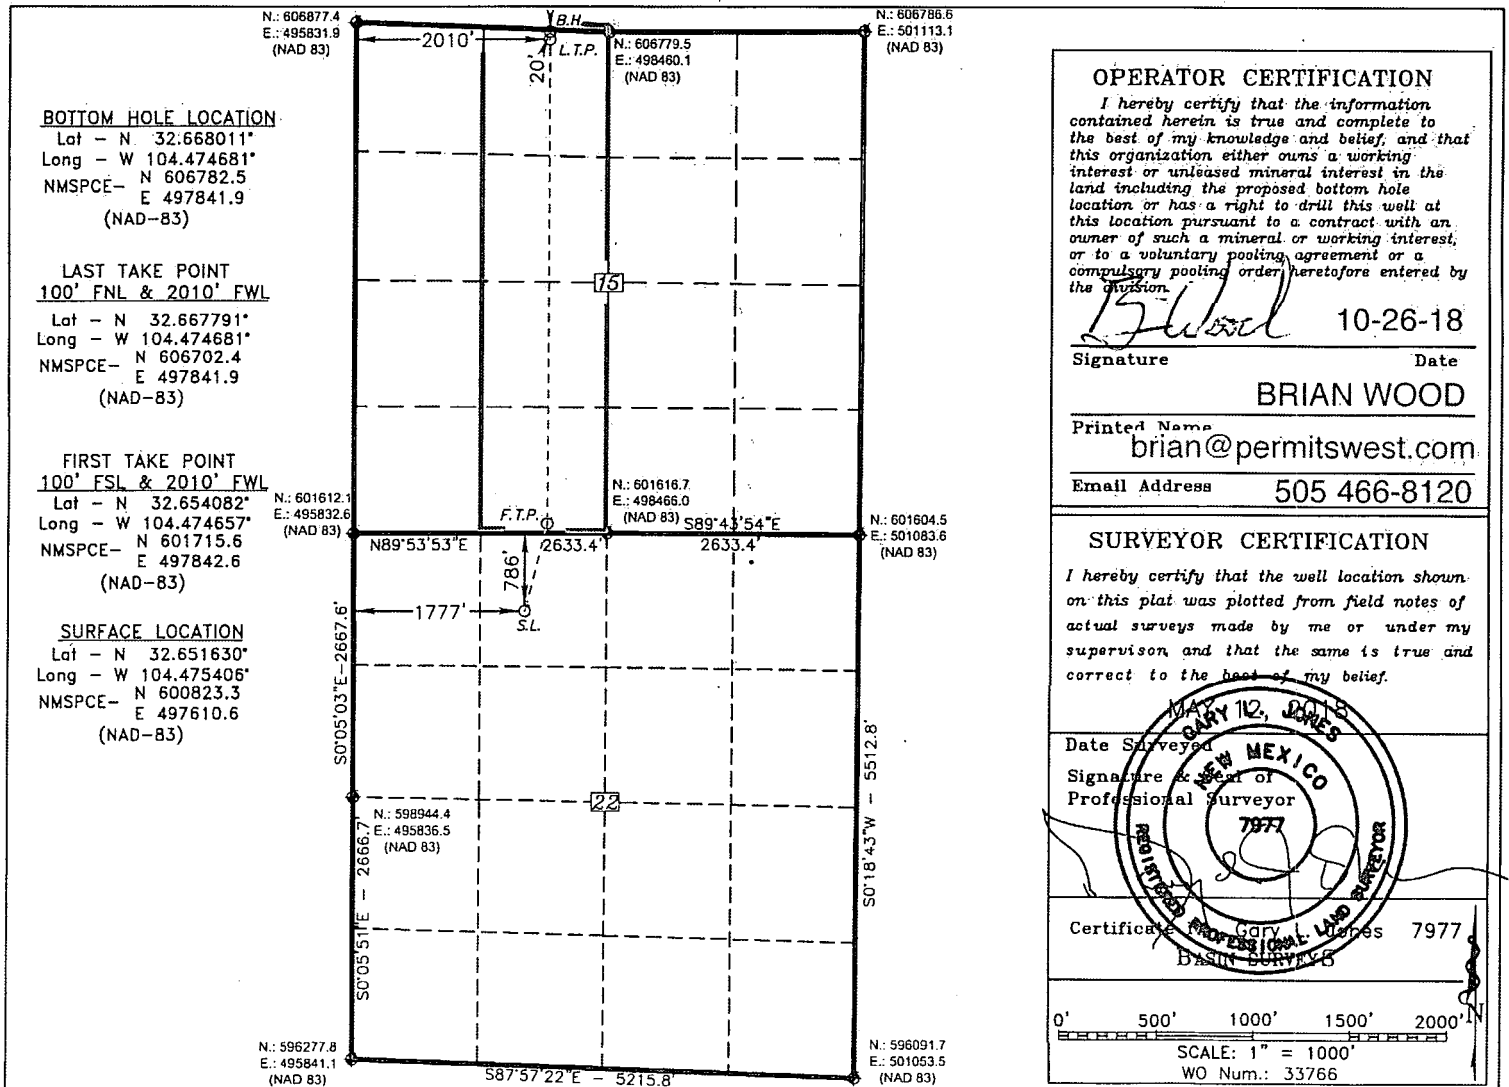 BOTTOM HOLE LOCATION
Lat - N 32.668011°
Long - W 104.474681°
NMSPCE- N 606782.5
E 497841.9
(NAD-83)
LAST TAKE POINT
100' FNL & 2010' FWL
Lat - N 32.667791°
Long - W 104.474681°
NMSPCE- N 606702.4
E 497841.9
(NAD-83)
FIRST TAKE POINT
100' FSL & 2010' FWL
Lat - N 32.654082°
Long - W 104.474657°
NMSPCE- N 601715.6
E 497842.6
(NAD-83)
SURFACE LOCATION
Lat - N 32.651630°
Long - W 104.475406°
NMSPCE- N 600823.3
E 497610.6
(NAD-83)
N.: 606877.4
E.: 495831.9
(NAD 83)
B.H.
2010'
20'
L.T.P.
N.: 606779.5
E.: 498460.1
(NAD 83)
N.: 606786.6
E.: 501113.1
(NAD 83)
15
N.: 601612.1
E.: 495832.6
(NAD 83)
F.T.P.
N.: 601616.7
E.: 498466.0
(NAD 83)
S89°43'54"E
2633.4'
N.: 601604.5
E.: 501083.6
(NAD 83)
N89°53'53"E
2633.4'
786'
1777'
S.L.
S0°05'03"E-2667.6'
22
N.: 598944.4
E.: 495836.5
(NAD 83)
S0°05'51"E - 2666.7'
S0°18'43"W - 5512.8'
N.: 596277.8
E.: 495841.1
(NAD 83)
S87°57'22"E - 5215.8'
N.: 596091.7
E.: 501053.5
(NAD 83)
OPERATOR CERTIFICATION
I hereby certify that the information
contained herein is true and complete to
the best of my knowledge and belief, and that
this organization either owns a working
interest or unleased mineral interest in the
land including the proposed bottom hole
location or has a right to drill this well at
this location pursuant to a contract with an
owner of such a mineral or working interest,
or to a voluntary pooling agreement or a
compulsory pooling order heretofore entered by
the division.
B Wood 10-26-18
Signature Date
BRIAN WOOD
Printed Name
brian@permitswest.com
Email Address 505 466-8120
SURVEYOR CERTIFICATION
I hereby certify that the well location shown
on this plat was plotted from field notes of
actual surveys made by me or under my
supervison, and that the same is true and
correct to the best of my belief.
MAY 12, 2018
Date Surveyed
Signature & Seal of
Professional Surveyor
GARY L. JONES
NEW MEXICO
7977
REGISTERED PROFESSIONAL LAND SURVEYOR
Certificate No. Gary L. Jones 7977
BASIN SURVEYS
N
0' 500' 1000' 1500' 2000'
SCALE: 1" = 1000'
WO Num.: 33766